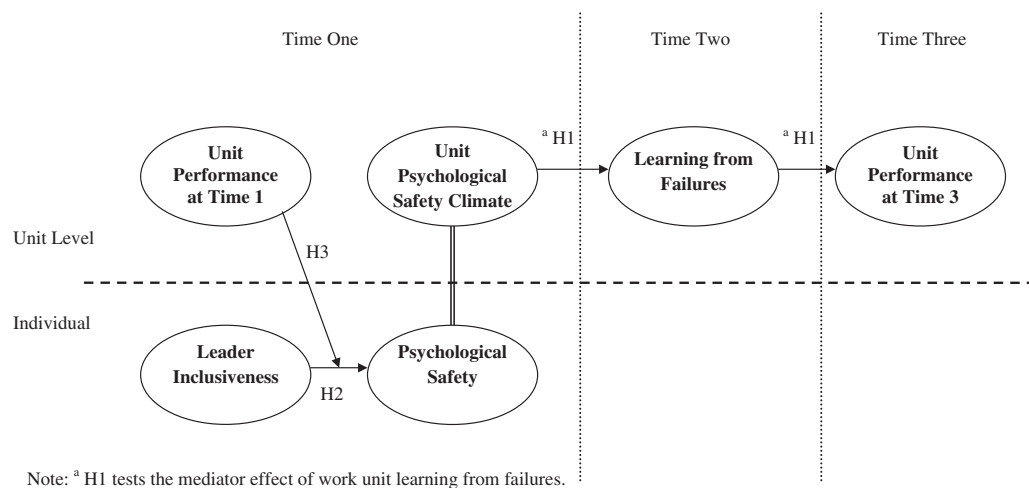 Time One
Time Two
Time Three
Unit
Performance
at Time 1
Unit
Psychological
Safety Climate
ᵃ H1
Learning from
Failures
ᵃ H1
Unit
Performance
at Time 3
Unit Level
H3
Individual
Leader
Inclusiveness
H2
Psychological
Safety
Note: ᵃ H1 tests the mediator effect of work unit learning from failures.